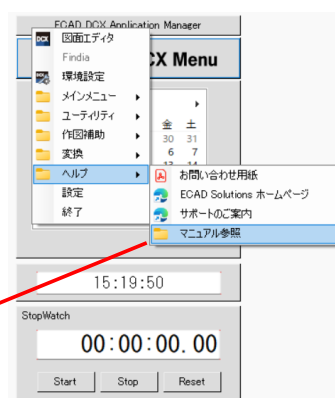 ECAD DCX Application Manager
DCX 図面エディタ
CX Menu
Findia
環境設定
メインメニュー
ユーティリティ
作図補助
変換
ヘルプ
設定
終了
金 土
30 31
6 7
13 14
お問い合わせ用紙
ECAD Solutions ホームページ
サポートのご案内
マニュアル参照
15:19:50
StopWatch
00:00:00.00
Start Stop Reset